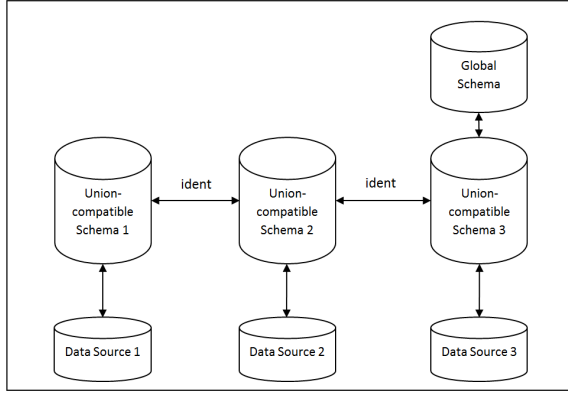 Global
Schema
Union-
compatible
Schema 1
ident
Union-
compatible
Schema 2
ident
Union-
compatible
Schema 3
Data Source 1
Data Source 2
Data Source 3